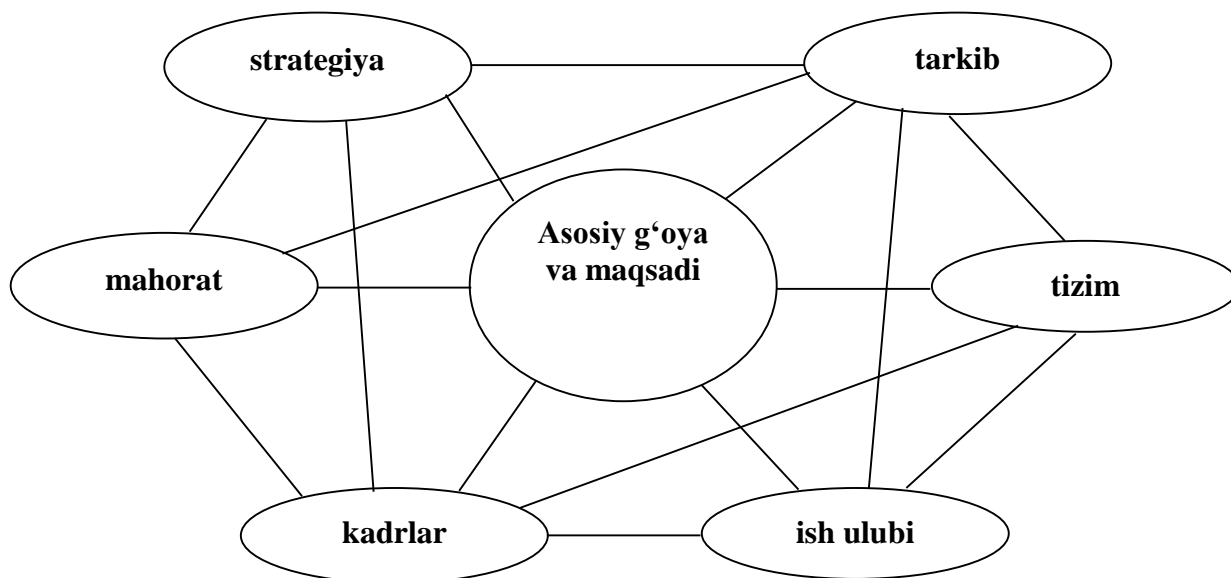 strategiya
tarkib
Asosiy g‘oya
va maqsadi
mahorat
tizim
kadrlar
ish ulubi